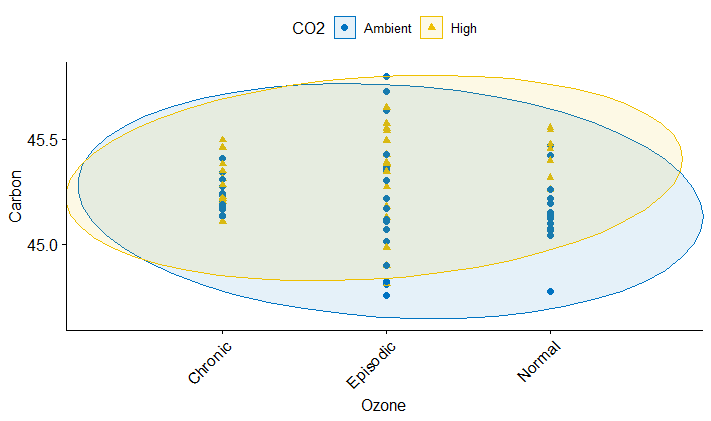 CO2 Ambient High
Carbon
45.5
45.0
Chronic
Episodic
Normal
Ozone